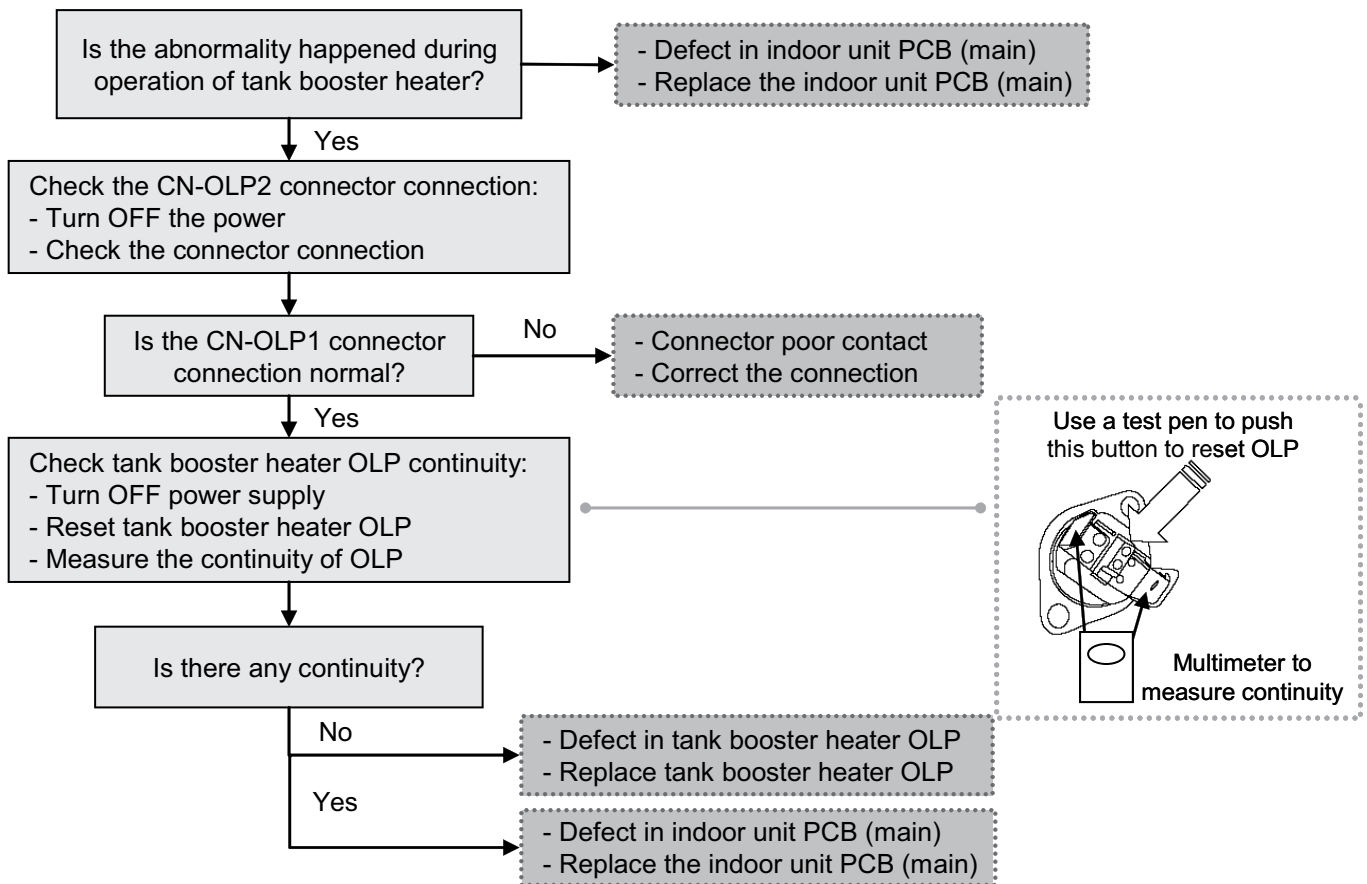 Is the abnormality happened during
operation of tank booster heater?
- Defect in indoor unit PCB (main)
- Replace the indoor unit PCB (main)
Yes
Check the CN-OLP2 connector connection:
- Turn OFF the power
- Check the connector connection
Is the CN-OLP1 connector
connection normal?
No
- Connector poor contact
- Correct the connection
Yes
Check tank booster heater OLP continuity:
- Turn OFF power supply
- Reset tank booster heater OLP
- Measure the continuity of OLP
Use a test pen to push
this button to reset OLP
Multimeter to
measure continuity
Is there any continuity?
No
- Defect in tank booster heater OLP
- Replace tank booster heater OLP
Yes
- Defect in indoor unit PCB (main)
- Replace the indoor unit PCB (main)